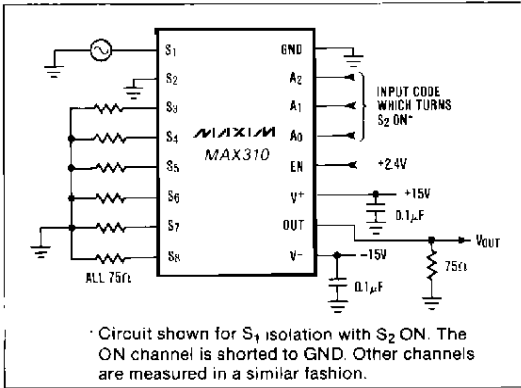 S1
S2
S3
S4
S5
S6
S7
S8
ALL 75Ω
MAXIM
MAX310
GND
A2
A1
A0
EN
V+
OUT
V-
INPUT CODE
WHICH TURNS
S2 ON*
+2.4V
+15V
0.1µF
VOUT
-15V
75Ω
0.1µF
* Circuit shown for S1 isolation with S2 ON. The
ON channel is shorted to GND. Other channels
are measured in a similar fashion.